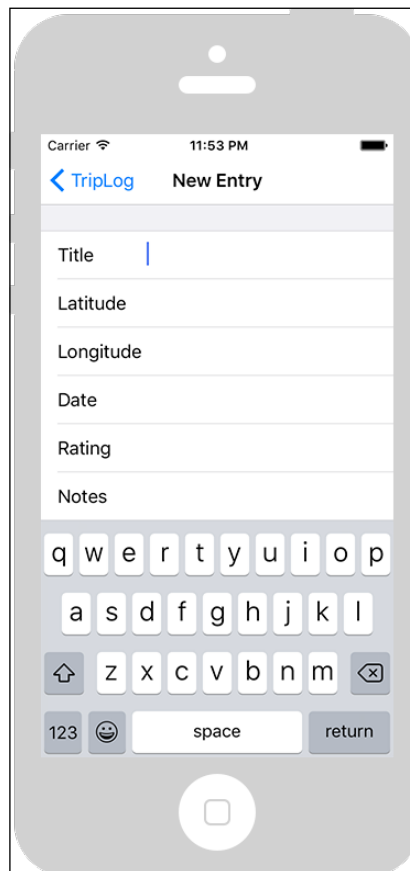 Carrier 11:53 PM
TripLog New Entry
Title
Latitude
Longitude
Date
Rating
Notes
q w e r t y u i o p
a s d f g h j k l
z x c v b n m
123 space return